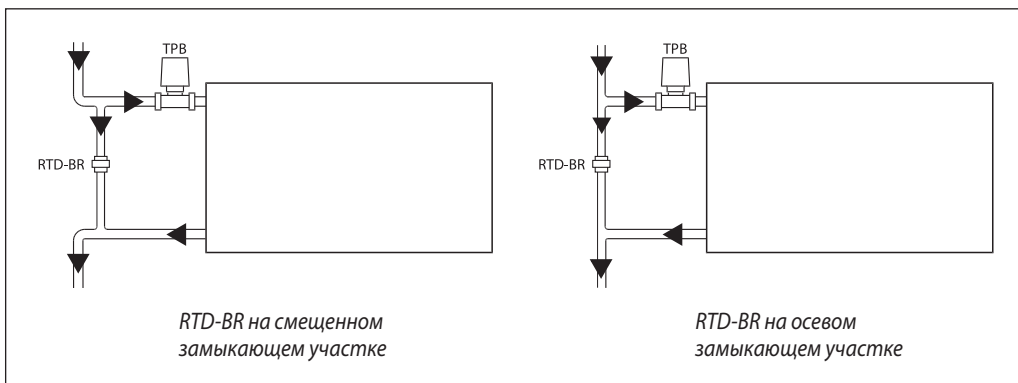 ТРВ
RTD-BR
RTD-BR на смещенном
замыкающем участке
ТРВ
RTD-BR
RTD-BR на осевом
замыкающем участке